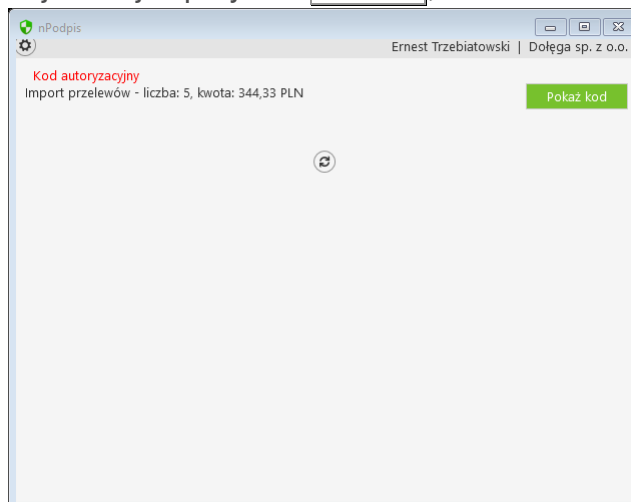 nPodpis
Ernest Trzebiatowski | Dołęga sp. z o.o.
Kod autoryzacyjny
Import przelewów - liczba: 5, kwota: 344,33 PLN
Pokaż kod